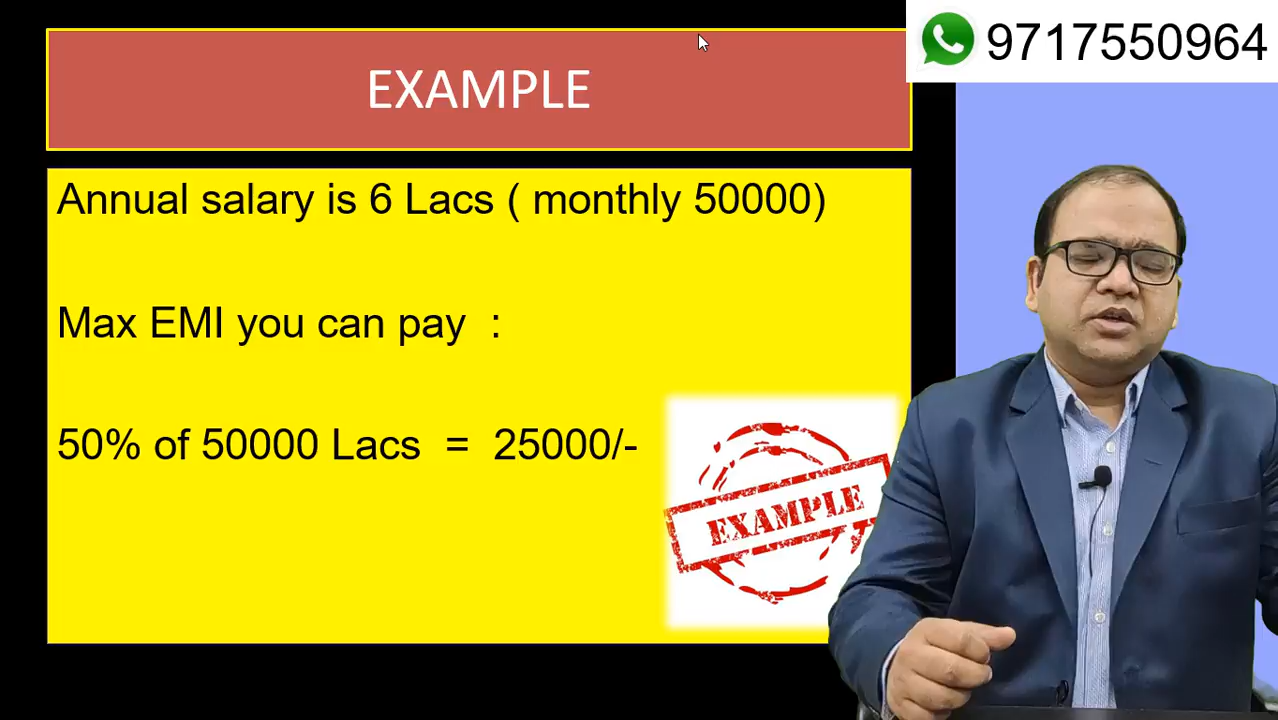 9717550964
EXAMPLE
Annual salary is 6 Lacs ( monthly 50000)
Max EMI you can pay :
50% of 50000 Lacs = 25000/-
EXAMPLE